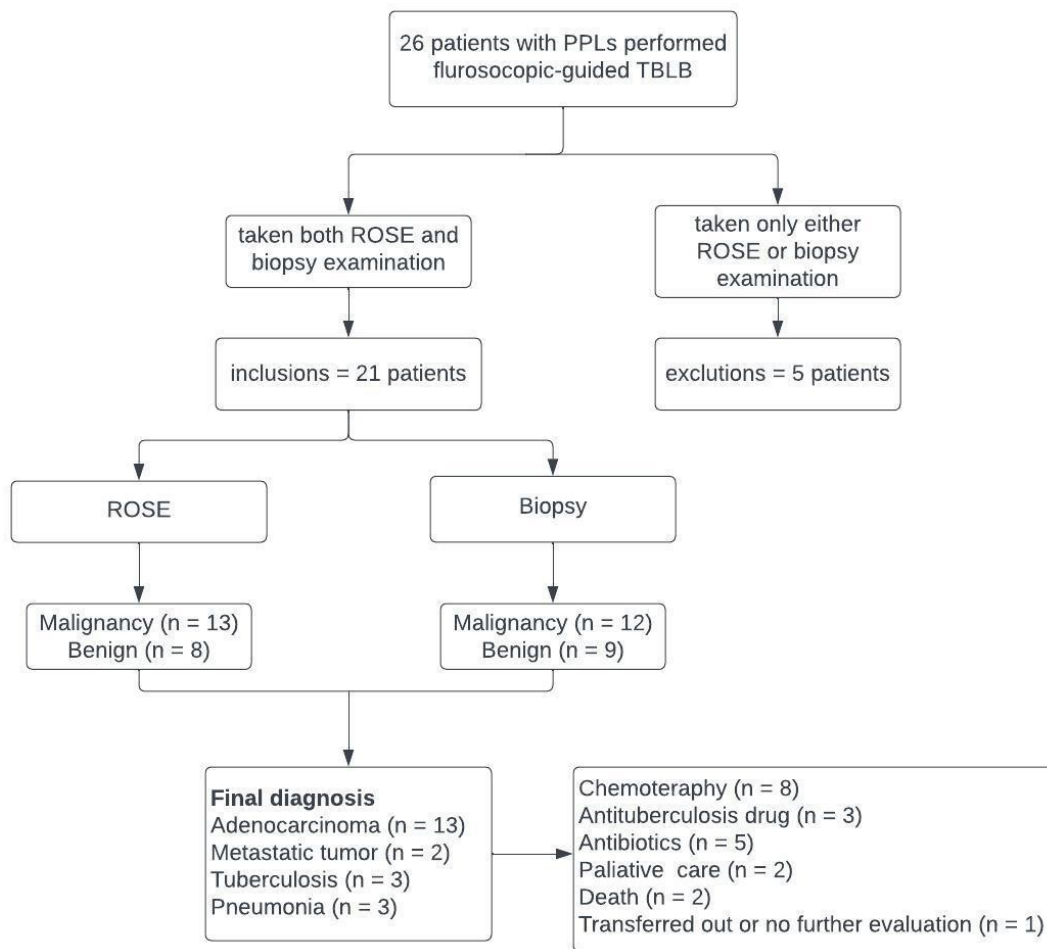 26 patients with PPLs performed
flurosocopic-guided TBLB
taken both ROSE and
biopsy examination
taken only either
ROSE or biopsy
examination
inclusions = 21 patients
exclutions = 5 patients
ROSE
Biopsy
Malignancy (n = 13)
Benign (n = 8)
Malignancy (n = 12)
Benign (n = 9)
Final diagnosis
Adenocarcinoma (n = 13)
Metastatic tumor (n = 2)
Tuberculosis (n = 3)
Pneumonia (n = 3)
Chemoteraphy (n = 8)
Antituberculosis drug (n = 3)
Antibiotics (n = 5)
Paliative care (n = 2)
Death (n = 2)
Transferred out or no further evaluation (n = 1)